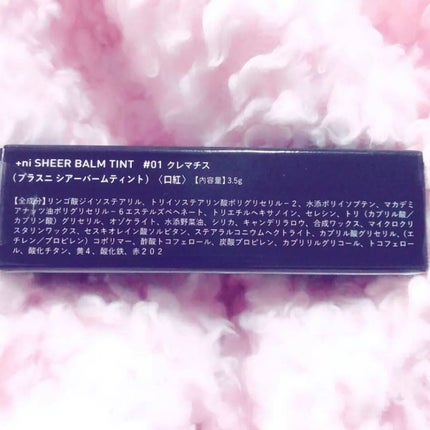 +ni SHEER BALM TINT #01 クレマチス
(プラスニ シアーバームティント)〈口紅〉【内容量】3.5g
【全成分】リンゴ酸ジイソステアリル、トリイソステアリン酸ポリグリセリル-2、水添ポリイソブテン、マカデミ
アナッツ油ポリグリセリル-6エステルズベヘネート、トリエチルヘキサノイン、セレシン、トリ(カプリル酸/
カプリン酸)グリセリル、オゾケライト、水添野菜油、シリカ、キャンデリラロウ、合成ワックス、マイクロクリ
スタリンワックス、セスキオレイン酸ソルビタン、ステアラルコニウムヘクトライト、カプリル酸グリセリル、(エ
チレン/プロピレン)コポリマー、酢酸トコフェロール、炭酸プロピレン、カプリリルグリコール、トコフェロ
ール、酸化チタン、黄4、酸化鉄、赤202